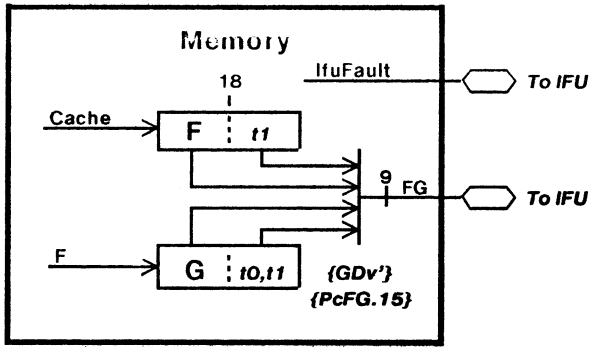 Memory
IfuFault
To IFU
18
Cache
F t1
9
FG
To IFU
F
G t0,t1
{GDv'}
{PcFG.15}